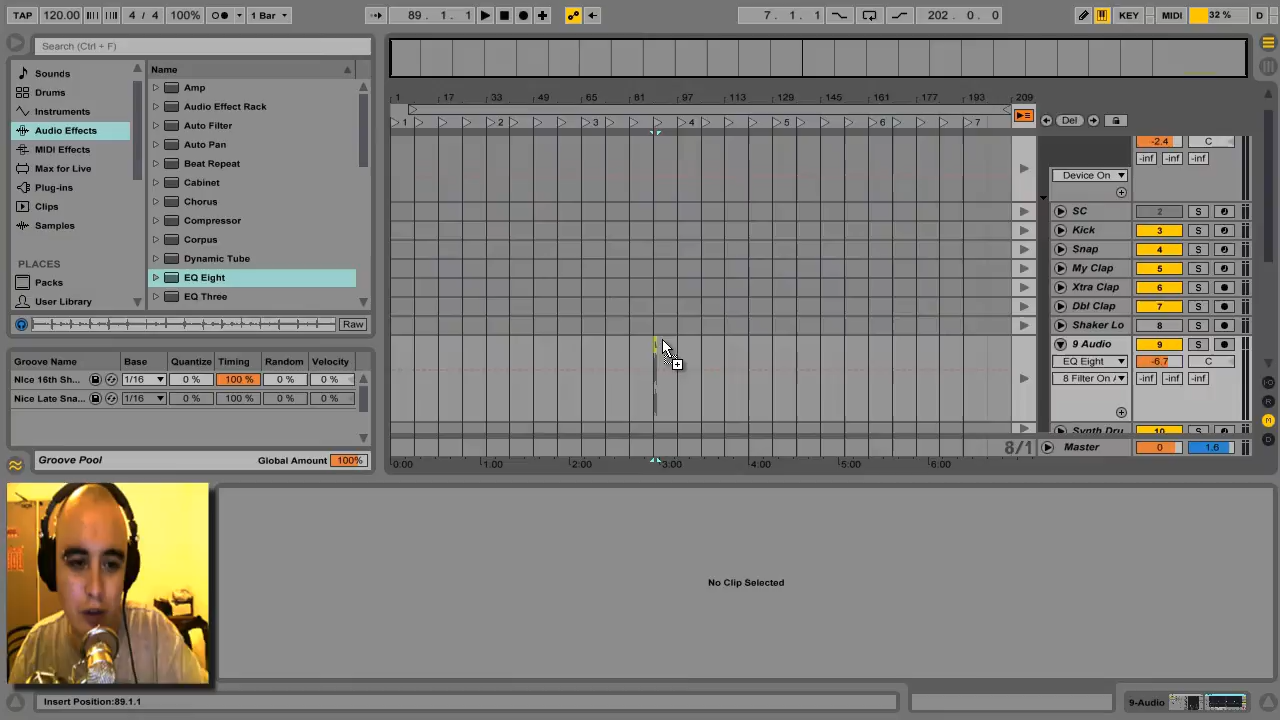 TAP 120.00 4 / 4 100% 1 Bar 89. 1. 1 7. 1. 1 202. 0. 0 KEY MIDI 32 % D
Search (Ctrl + F)
Sounds
Drums
Instruments
Audio Effects
MIDI Effects
Max for Live
Plug-ins
Clips
Samples
PLACES
Packs
User Library
Name
Amp
Audio Effect Rack
Auto Filter
Auto Pan
Beat Repeat
Cabinet
Chorus
Compressor
Corpus
Dynamic Tube
EQ Eight
EQ Three
Raw
Groove Name Base Quantize Timing Random Velocity
Nice 16th Sh... 1/16 0 % 100 % 0 % 0 %
Nice Late Sna... 1/16 0 % 100 % 0 % 0 %
Groove Pool Global Amount 100%
1 17 33 49 65 81 97 113 129 145 161 177 193 209
1 2 3 4 5 6 7
Del
-2.4 C
-inf -inf -inf
Device On
SC 2 S
Kick 3 S
Snap 4 S
My Clap 5 S
Xtra Clap 6 S
Dbl Clap 7 S
Shaker Lo 8 S
9 Audio 9 S
EQ Eight -6.7 C
8 Filter On / -inf -inf -inf
Synth Dru 10 S
8/1 Master 0 1.6
0:00 1:00 2:00 3:00 4:00 5:00 6:00
No Clip Selected
Insert Position:89.1.1
9-Audio